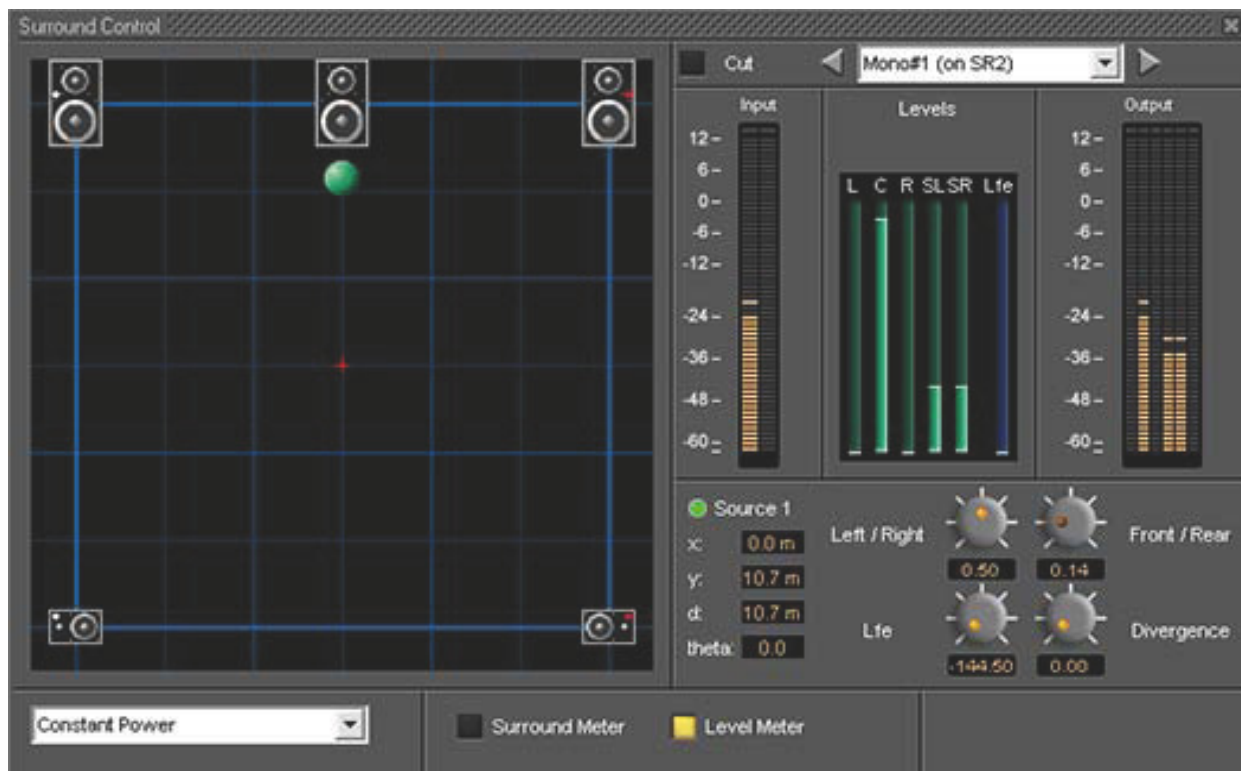 Surround Control
Cut
Mono#1 (on SR2)
Input
Levels
Output
12
6
0
-6
-12
-24
-36
-48
-60
L C R SL SR Lfe
12
6
0
-6
-12
-24
-36
-48
-60
Source 1
x: 0.0 m
y: 10.7 m
d: 10.7 m
theta: 0.0
Left / Right
0.50
0.14
Front / Rear
Lfe
-144.50
0.00
Divergence
Constant Power
Surround Meter
Level Meter